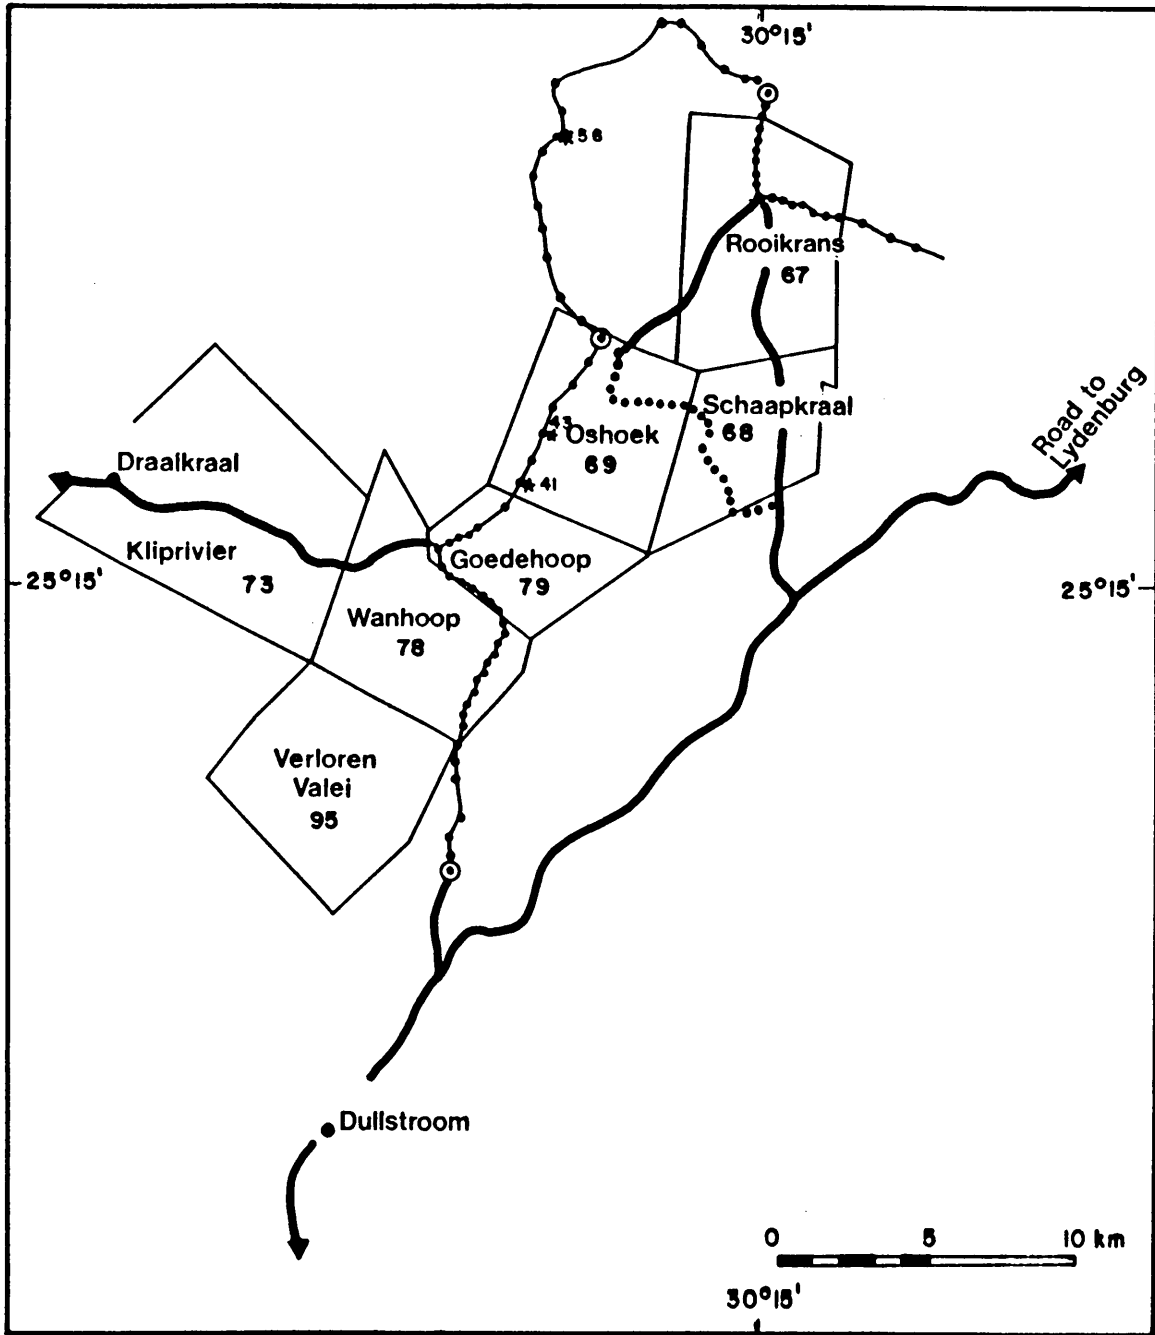 30°15'
56
Rooikrans
67
Road to
Lydenburg
Schaapkraal
68
43
Oshoek
69
41
Draaikraal
Kliprivier
73
Goedehoop
79
25°15'
25°15'
Wanhoop
78
Verloren
Valei
95
Dullstroom
0 5 10 km
30°15'